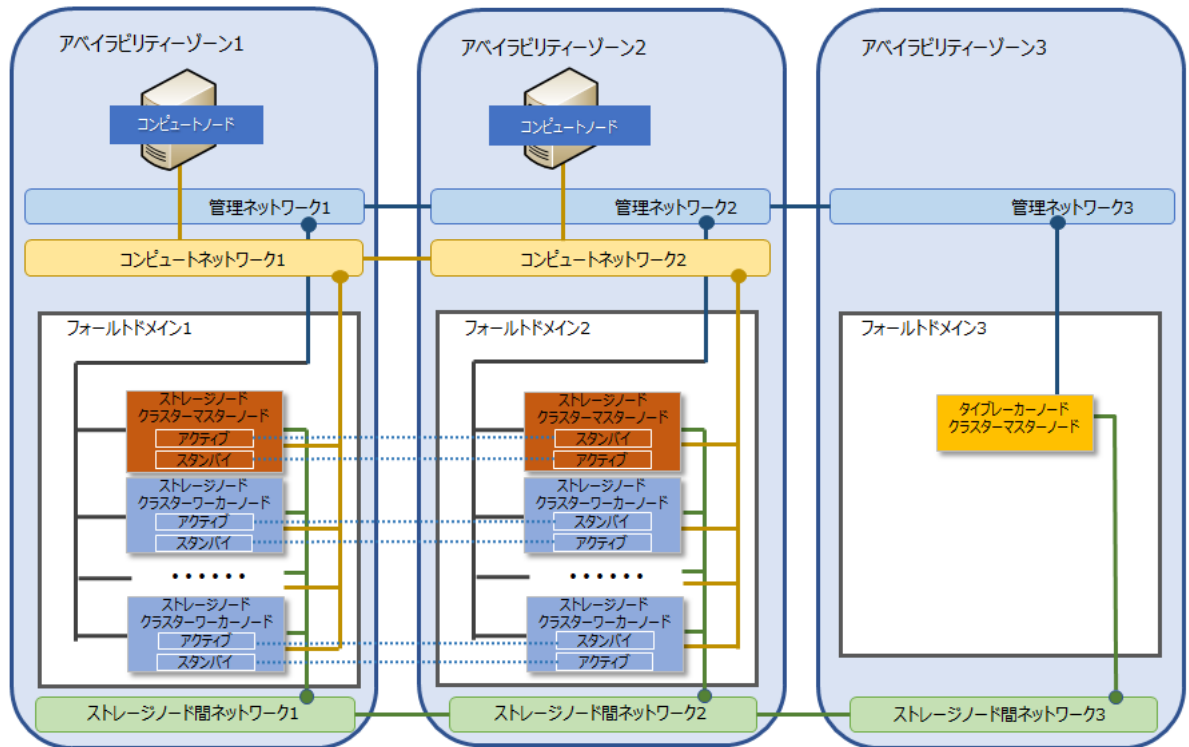 アベイラビリティーゾーン1
コンピュートノード
管理ネットワーク1
コンピュートネットワーク1
フォールトドメイン1
ストレージノード
クラスターマスターノード
アクティブ
スタンバイ
ストレージノード
クラスターワーカーノード
アクティブ
スタンバイ
・・・・・・
ストレージノード
クラスターワーカーノード
アクティブ
スタンバイ
ストレージノード間ネットワーク1
アベイラビリティーゾーン2
コンピュートノード
管理ネットワーク2
コンピュートネットワーク2
フォールトドメイン2
ストレージノード
クラスターマスターノード
スタンバイ
アクティブ
ストレージノード
クラスターワーカーノード
スタンバイ
アクティブ
・・・・・・
ストレージノード
クラスターワーカーノード
スタンバイ
アクティブ
ストレージノード間ネットワーク2
アベイラビリティーゾーン3
管理ネットワーク3
フォールトドメイン3
タイブレーカーノード
クラスターマスターノード
ストレージノード間ネットワーク3